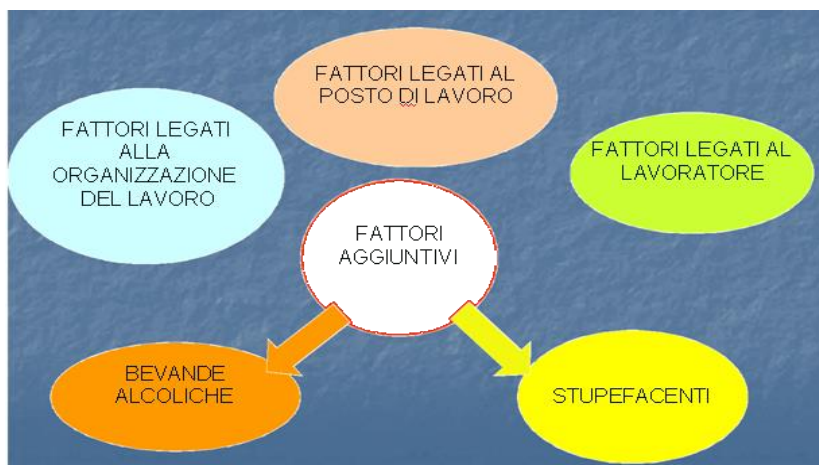 FATTORI LEGATI AL
POSTO DI LAVORO
FATTORI LEGATI
ALLA
ORGANIZZAZIONE
DEL LAVORO
FATTORI LEGATI AL
LAVORATORE
FATTORI
AGGIUNTIVI
BEVANDE
ALCOLICHE
STUPEFACENTI